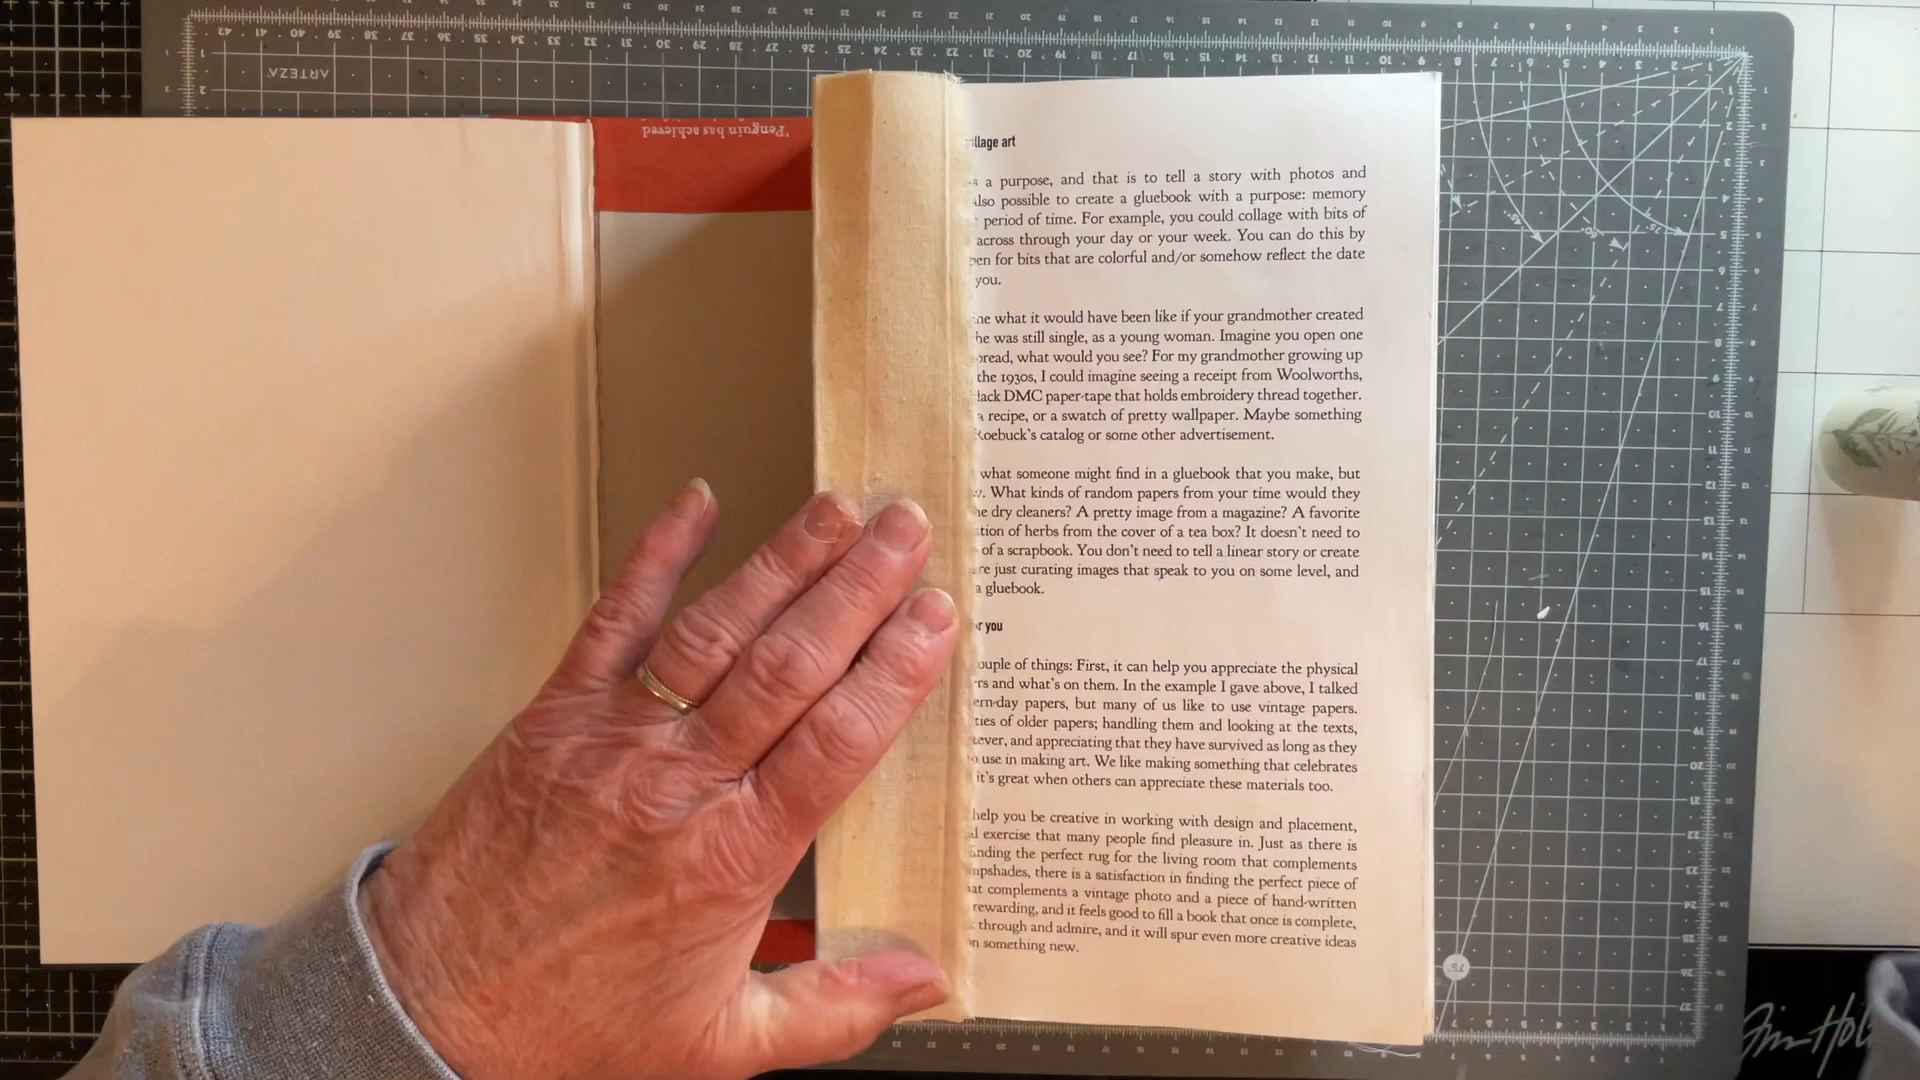 ARTEZA
'Penguin has achieved
llage art
a purpose, and that is to tell a story with photos and
also possible to create a gluebook with a purpose: memory
period of time. For example, you could collage with bits of
across through your day or your week. You can do this by
for bits that are colorful and/or somehow reflect the date
you.
what it would have been like if your grandmother created
he was still single, as a young woman. Imagine you open one
what would you see? For my grandmother growing up
the 1930s, I could imagine seeing a receipt from Woolworths,
lack DMC paper-tape that holds embroidery thread together.
a recipe, or a swatch of pretty wallpaper. Maybe something
Roebuck's catalog or some other advertisement.
what someone might find in a gluebook that you make, but
What kinds of random papers from your time would they
dry cleaners? A pretty image from a magazine? A favorite
tion of herbs from the cover of a tea box? It doesn't need to
of a scrapbook. You don't need to tell a linear story or create
re just curating images that speak to you on some level, and
a gluebook.
r you
ouple of things: First, it can help you appreciate the physical
rs and what's on them. In the example I gave above, I talked
ern-day papers, but many of us like to use vintage papers.
ties of older papers; handling them and looking at the texts,
and appreciating that they have survived as long as they
use in making art. We like making something that celebrates
it's great when others can appreciate these materials too.
help you be creative in working with design and placement,
al exercise that many people find pleasure in. Just as there is
anding the perfect rug for the living room that complements
mpshades, there is a satisfaction in finding the perfect piece of
at complements a vintage photo and a piece of hand-written
rewarding, and it feels good to fill a book that once is complete,
through and admire, and it will spur even more creative ideas
n something new.
Tim Hol